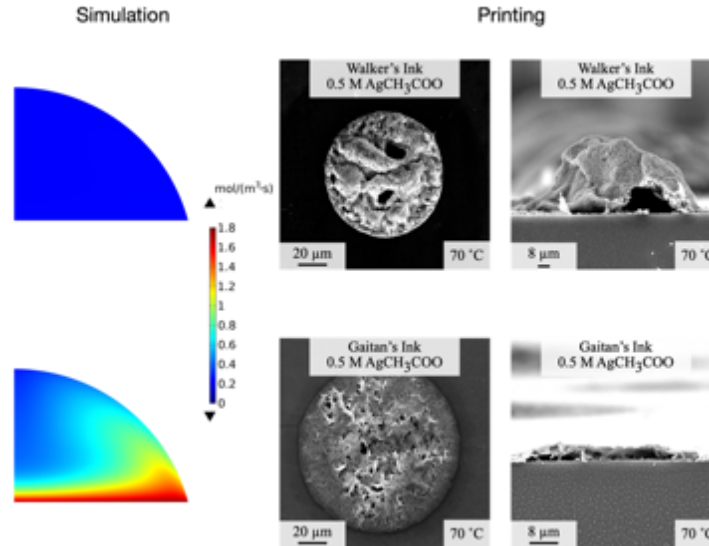 Simulation
Printing
Walker's Ink
0.5 M AgCH₃COO
20 µm
70 °C
Walker's Ink
0.5 M AgCH₃COO
8 µm
70 °C
mol/(m³·s)
1.8
1.6
1.4
1.2
1
0.8
0.6
0.4
0.2
0
Gaitan's Ink
0.5 M AgCH₃COO
20 µm
70 °C
Gaitan's Ink
0.5 M AgCH₃COO
8 µm
70 °C